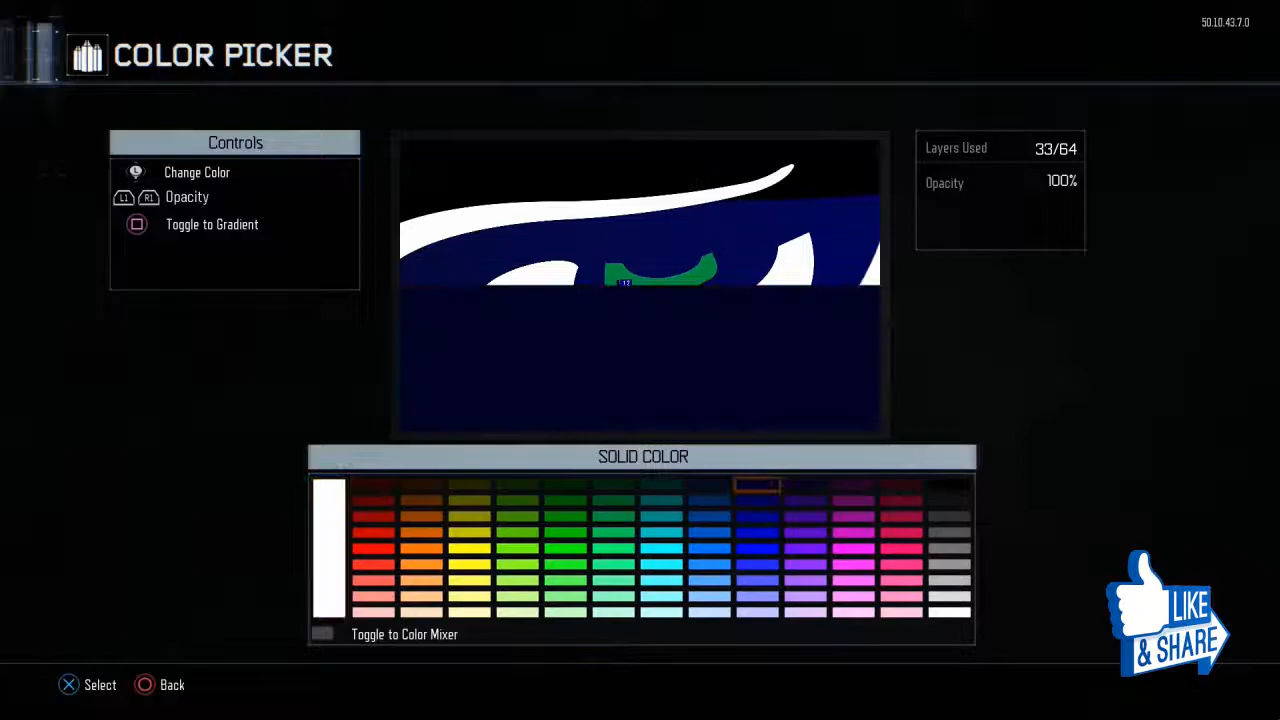 50.10.43.7.0
COLOR PICKER
Controls
L Change Color
L1 R1 Opacity
Toggle to Gradient
Layers Used 33/64
Opacity 100%
SOLID COLOR
Toggle to Color Mixer
LIKE
& SHARE
Select Back